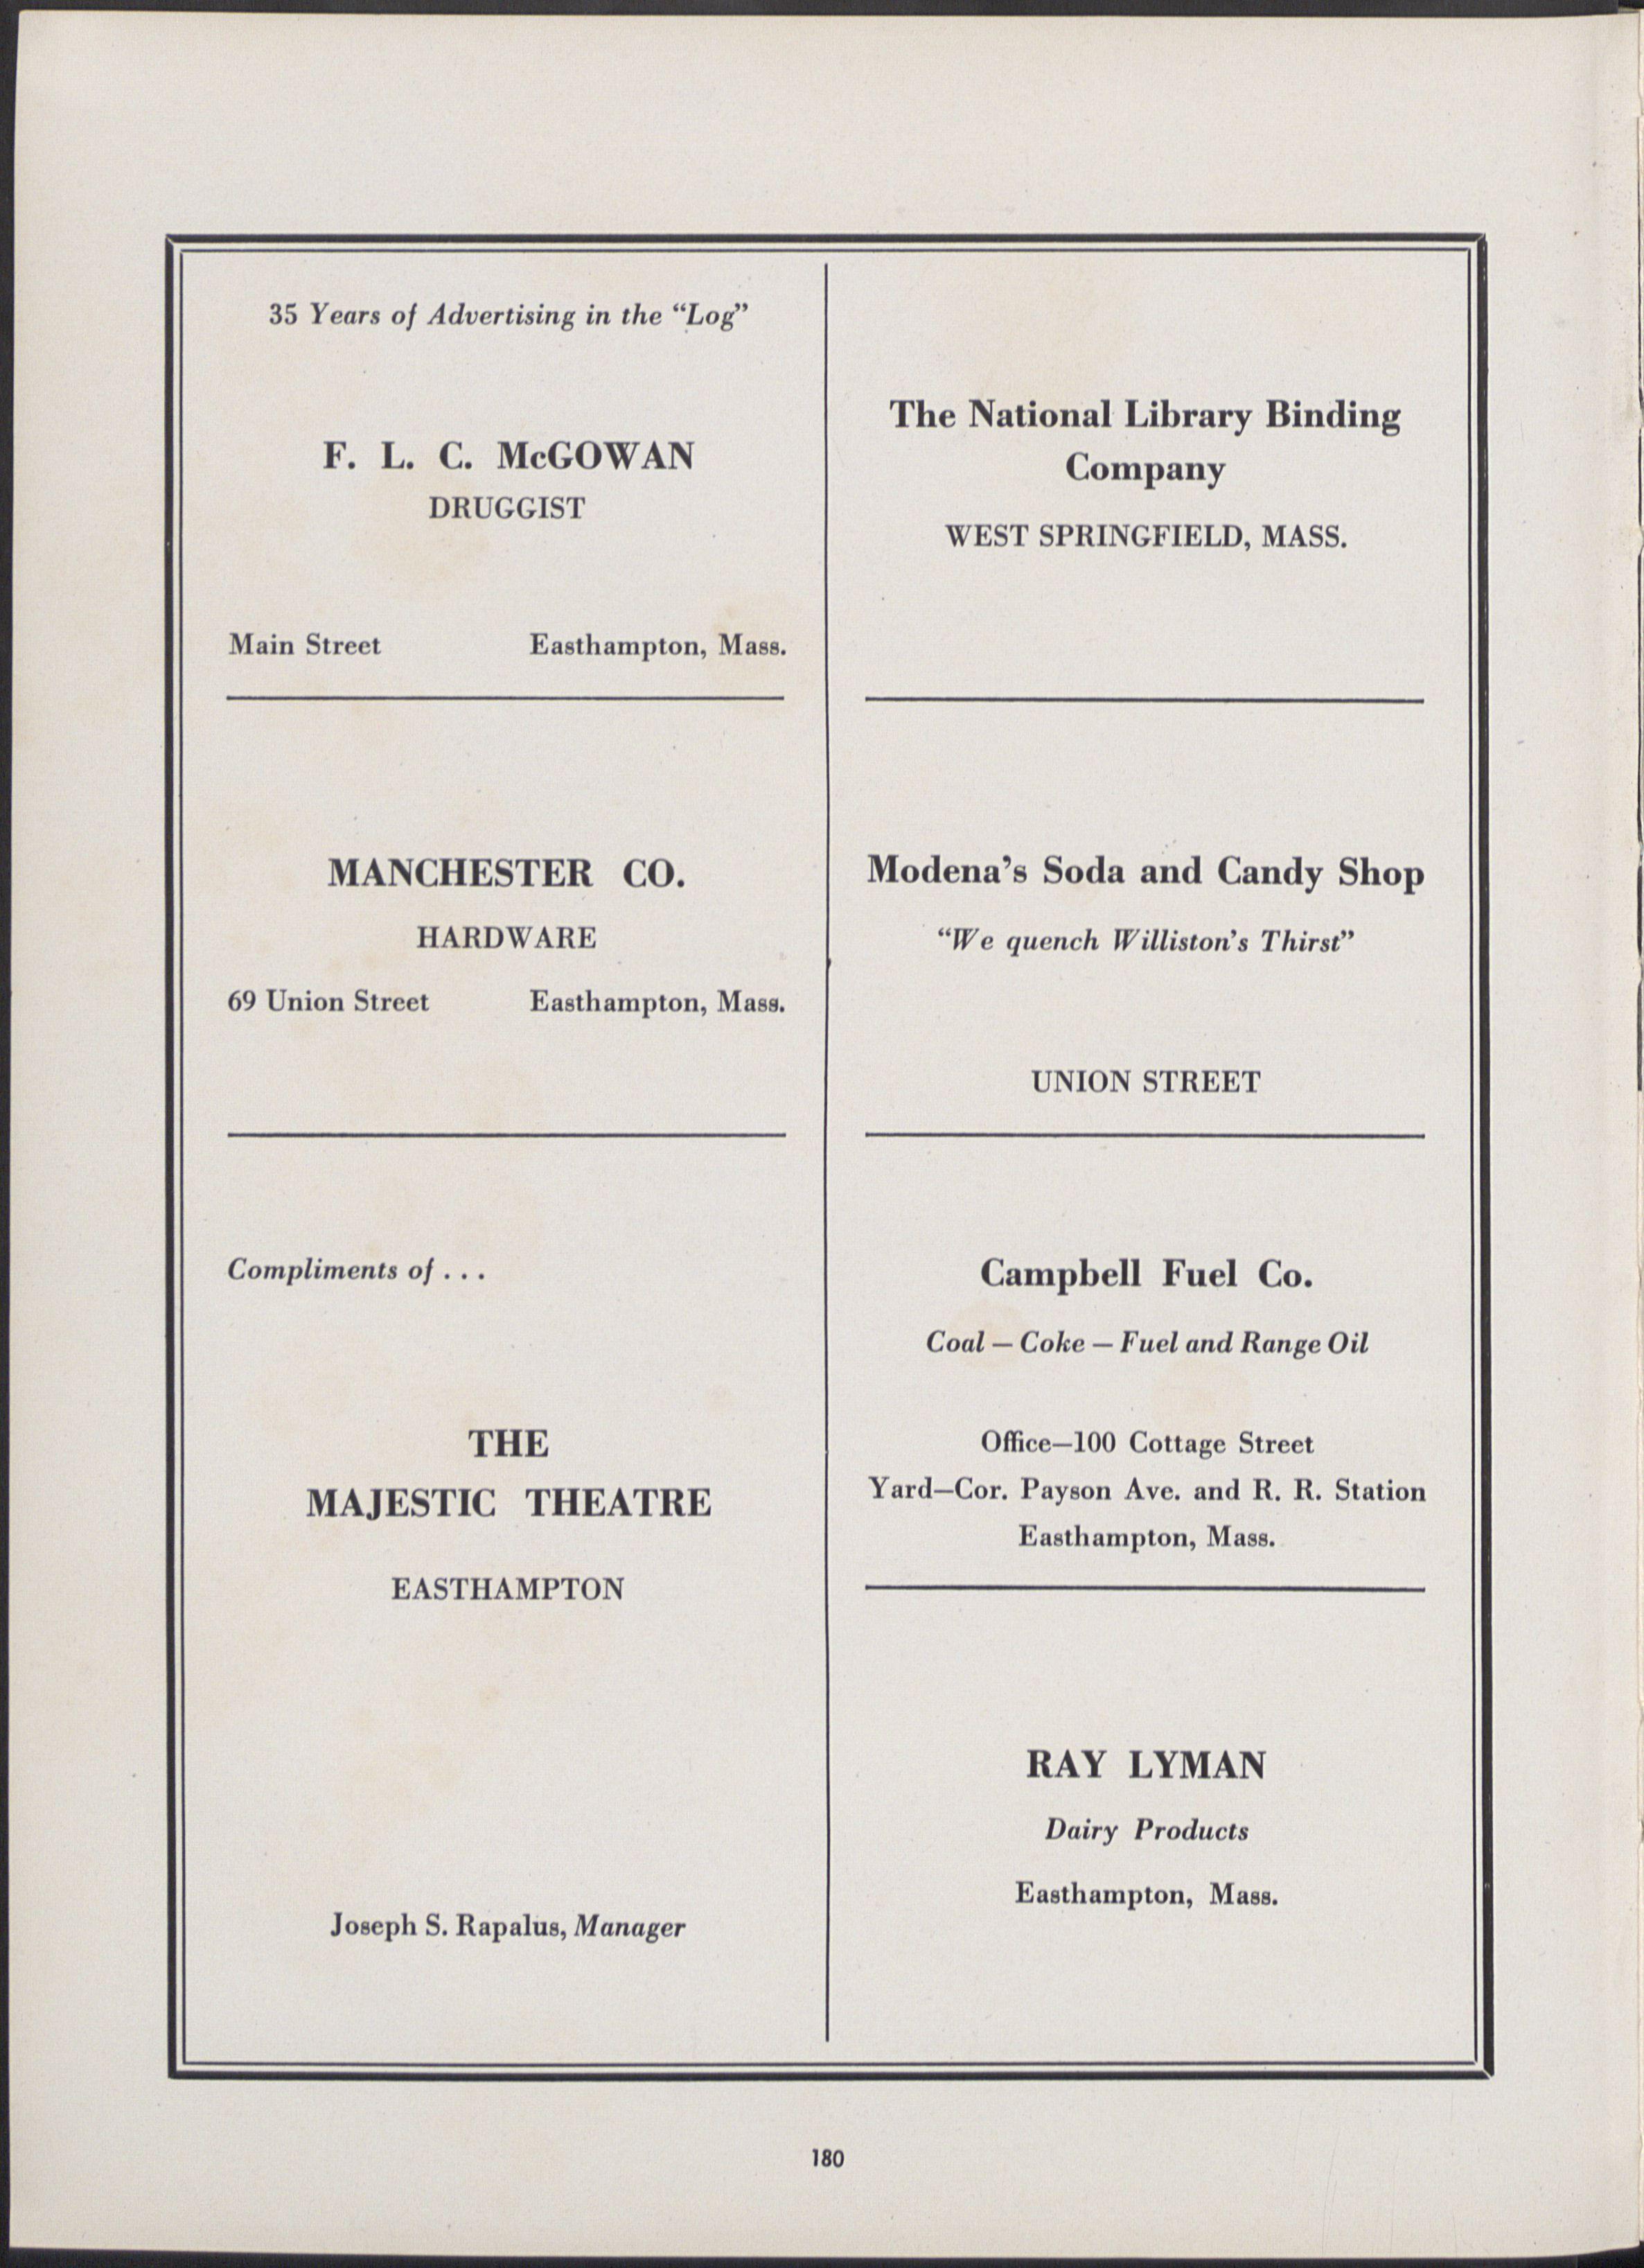 35 Years of Advertising in the “Log”
F. L. C. McGOWAN
DRUGGIST
Main Street Easthampton, Mass.
MANCHESTER CO.
HARDWARE
69 Union Street Easthampton, Mass.
Compliments of . . .
THE
MAJESTIC THEATRE
EASTHAMPTON
Joseph S. Rapalus, Manager
The National Library Binding
Company
WEST SPRINGFIELD, MASS.
Modena’s Soda and Candy Shop
“We quench Williston’s Thirst”
UNION STREET
Campbell Fuel Co.
Coal — Coke — Fuel and Range Oil
Office—100 Cottage Street
Yard—Cor. Payson Ave. and R. R. Station
Easthampton, Mass.
RAY LYMAN
Dairy Products
Easthampton, Mass.
180